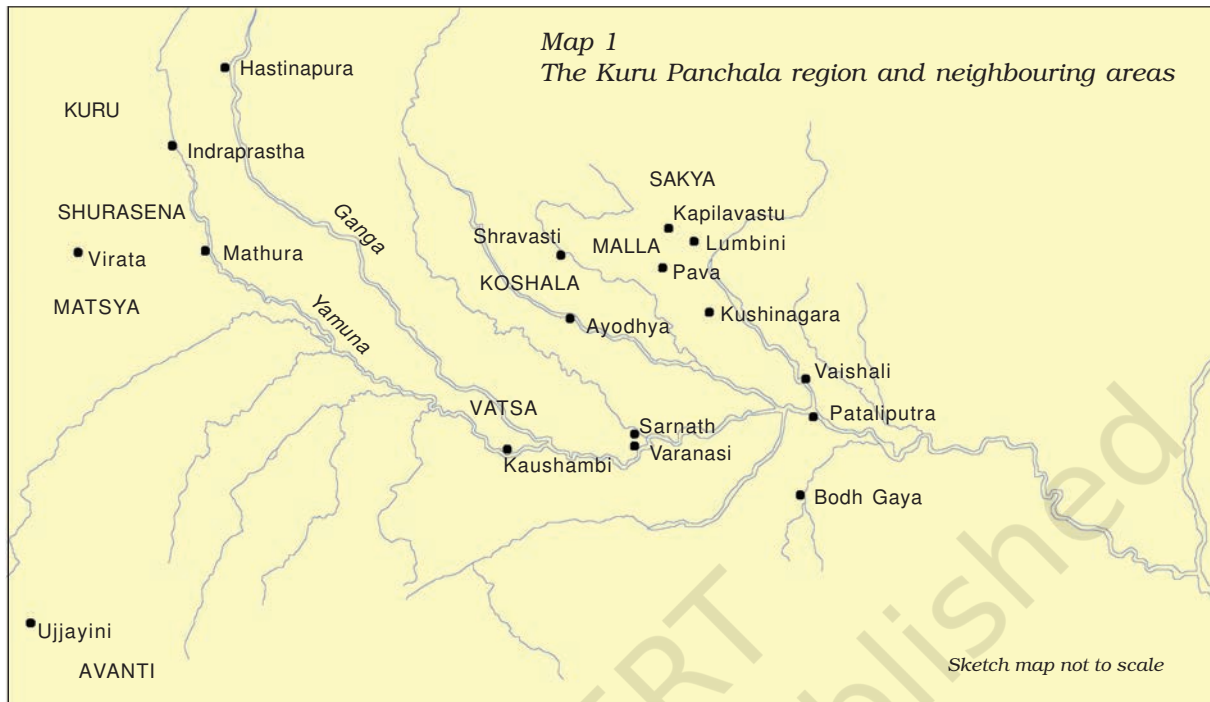 Map 1
The Kuru Panchala region and neighbouring areas
Hastinapura
KURU
Indraprastha
SAKYA
Kapilavastu
SHURASENA
Ganga
Shravasti
MALLA
Lumbini
Virata
Mathura
Pava
KOSHALA
MATSYA
Yamuna
Ayodhya
Kushinagara
Vaishali
VATSA
Pataliputra
Sarnath
Kaushambi
Varanasi
Bodh Gaya
Ujjayini
AVANTI
Sketch map not to scale
ERT
blished